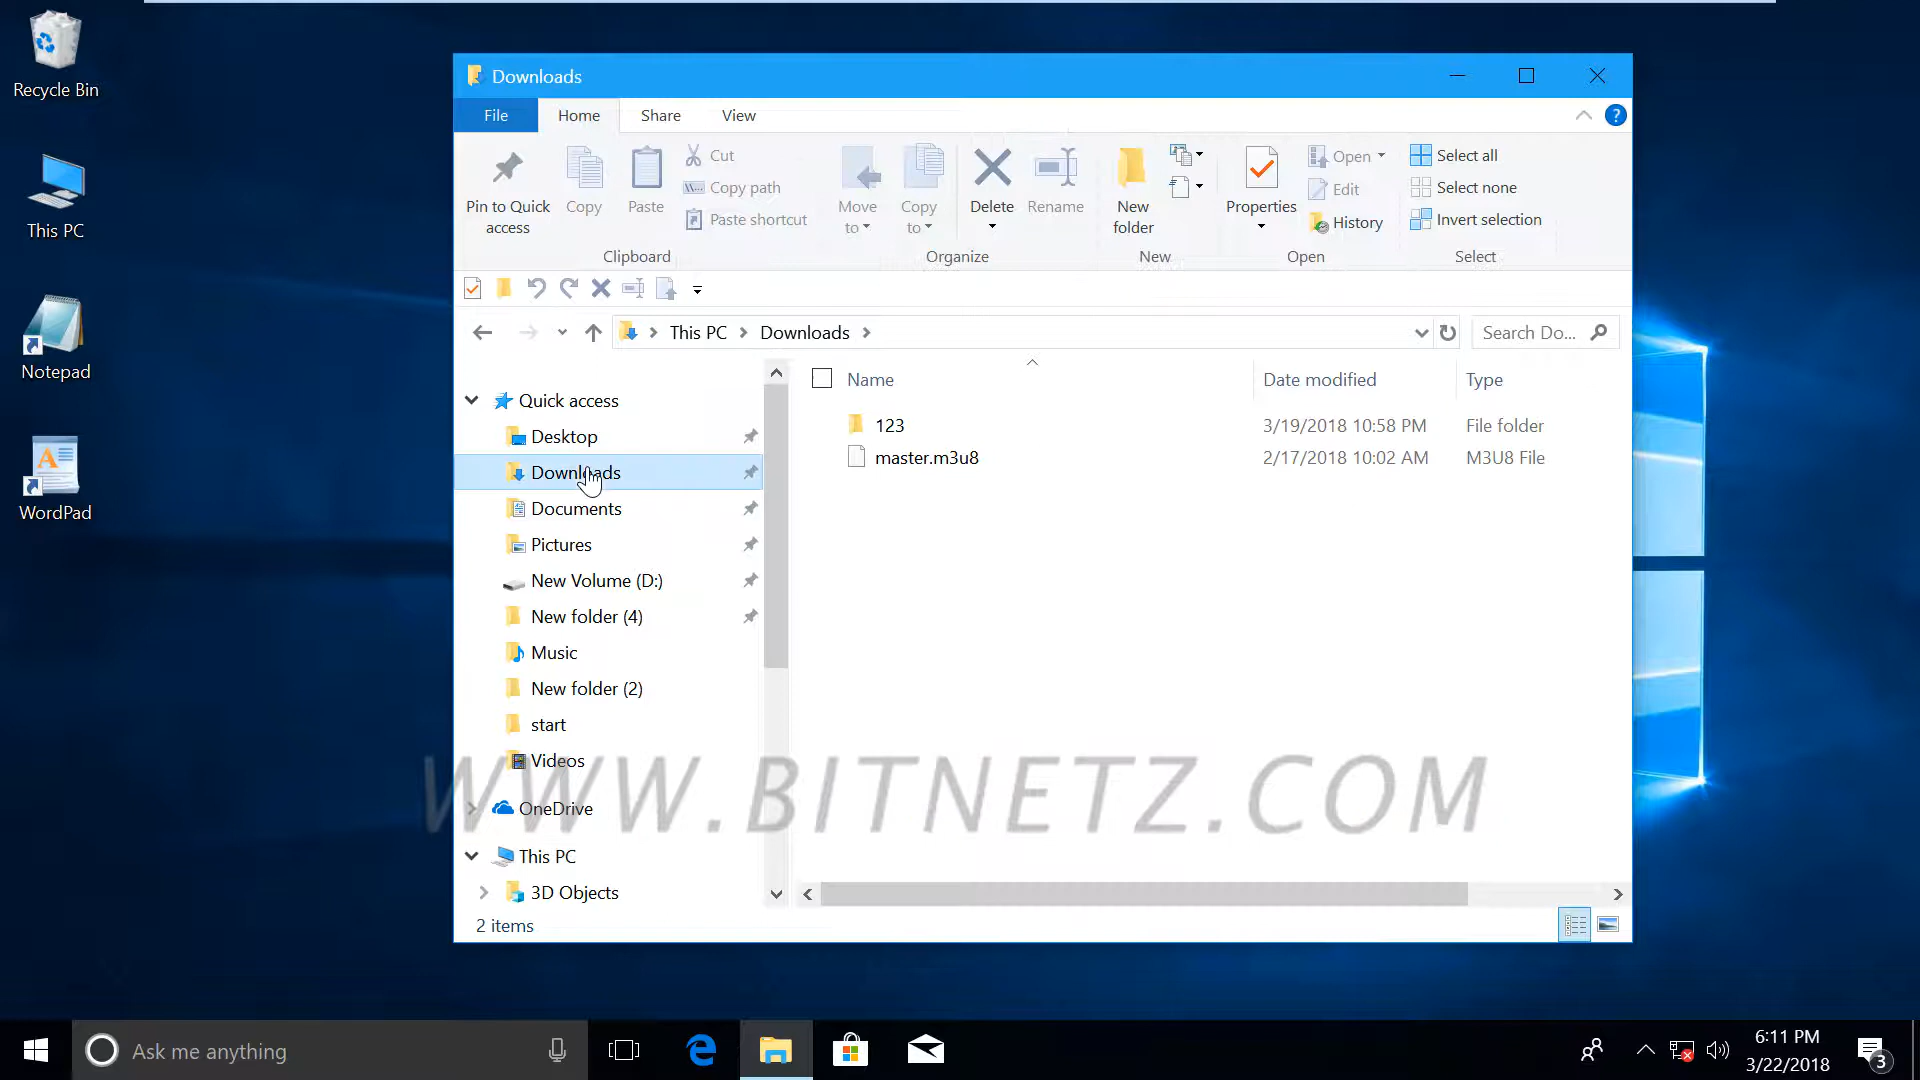 Recycle Bin
This PC
Notepad
WordPad
Downloads
File Home Share View
Pin to Quick access
Copy
Paste
Cut
Copy path
Paste shortcut
Clipboard
Move to
Copy to
Delete
Rename
Organize
New folder
New
Properties
Open
Edit
History
Open
Select all
Select none
Invert selection
Select
This PC Downloads
Search Do...
Quick access
Desktop
Downloads
Documents
Pictures
New Volume (D:)
New folder (4)
Music
New folder (2)
start
Videos
OneDrive
This PC
3D Objects
Name Date modified Type
123 3/19/2018 10:58 PM File folder
master.m3u8 2/17/2018 10:02 AM M3U8 File
WWW.BITNETZ.COM
2 items
Ask me anything
6:11 PM
3/22/2018
3